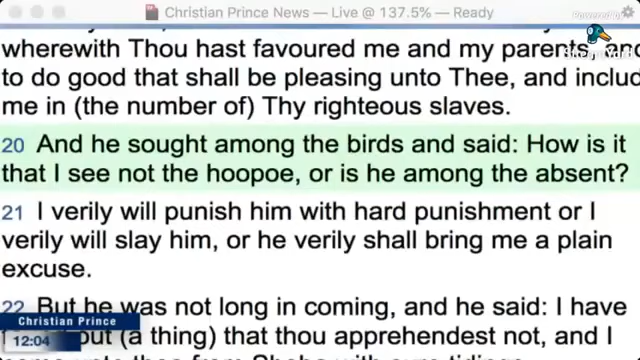 Christian Prince News — Live @ 137.5% — Ready
Powered by
wherewith Thou hast favoured me and my parents, and
to do good that shall be pleasing unto Thee, and includ
me in (the number of) Thy righteous slaves.
20 And he sought among the birds and said: How is it
that I see not the hoopoe, or is he among the absent?
21 I verily will punish him with hard punishment or I
verily will slay him, or he verily shall bring me a plain
excuse.
22 But he was not long in coming, and he said: I have
Christian Prince
12:04
out (a thing) that thou apprehendest not, and I